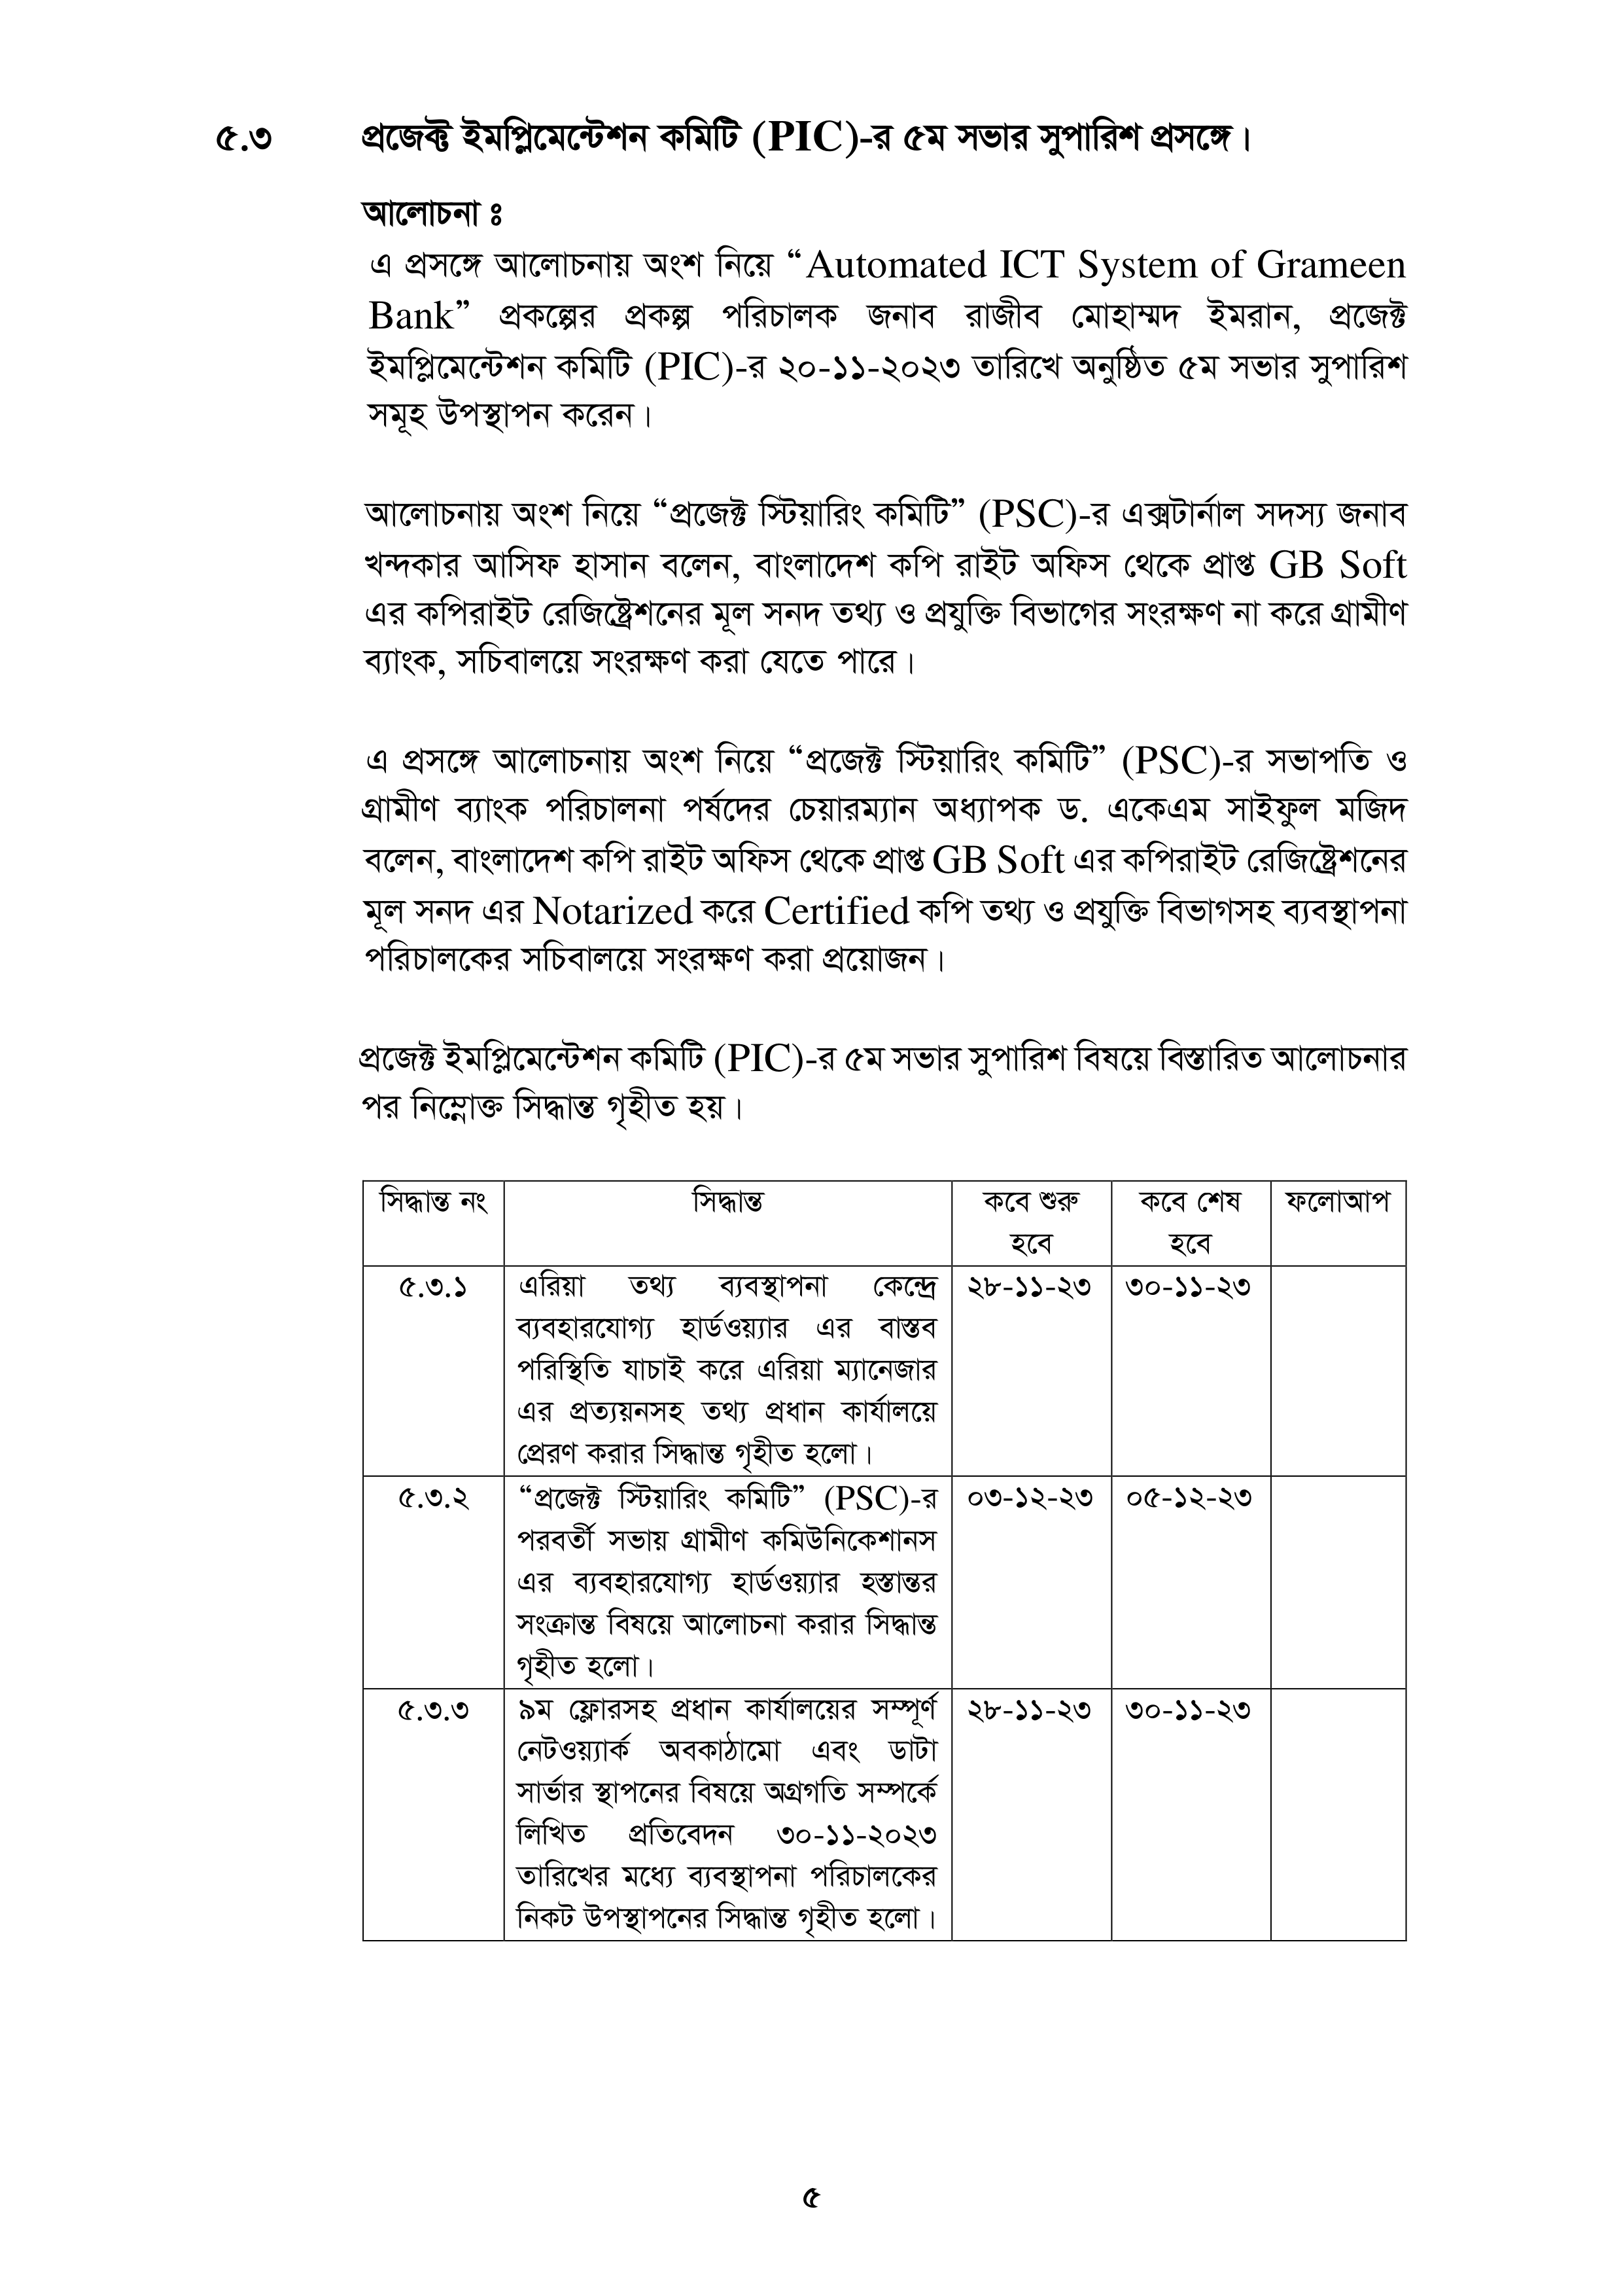 ৫.৩ প্রজেক্ট ইমপ্লিমেন্টেশন কমিটি (PIC)-র ৫ম সভার সুপারিশ প্রসঙ্গে।
আলোচনা ঃ
এ প্রসঙ্গে আলোচনায় অংশ নিয়ে “Automated ICT System of Grameen
Bank” প্রকল্পের প্রকল্প পরিচালক জনাব রাজীব মোহাম্মদ ইমরান, প্রজেক্ট
ইমপ্লিমেন্টেশন কমিটি (PIC)-র ২০-১১-২০২৩ তারিখে অনুষ্ঠিত ৫ম সভার সুপারিশ
সমূহ উপস্থাপন করেন।
আলোচনায় অংশ নিয়ে “প্রজেক্ট স্টিয়ারিং কমিটি” (PSC)-র এক্সটার্নাল সদস্য জনাব
খন্দকার আসিফ হাসান বলেন, বাংলাদেশ কপি রাইট অফিস থেকে প্রাপ্ত GB Soft
এর কপিরাইট রেজিষ্ট্রেশনের মূল সনদ তথ্য ও প্রযুক্তি বিভাগের সংরক্ষণ না করে গ্রামীণ
ব্যাংক, সচিবালয়ে সংরক্ষণ করা যেতে পারে।
এ প্রসঙ্গে আলোচনায় অংশ নিয়ে “প্রজেক্ট স্টিয়ারিং কমিটি” (PSC)-র সভাপতি ও
গ্রামীণ ব্যাংক পরিচালনা পর্ষদের চেয়ারম্যান অধ্যাপক ড. একেএম সাইফুল মজিদ
বলেন, বাংলাদেশ কপি রাইট অফিস থেকে প্রাপ্ত GB Soft এর কপিরাইট রেজিষ্ট্রেশনের
মূল সনদ এর Notarized করে Certified কপি তথ্য ও প্রযুক্তি বিভাগসহ ব্যবস্থাপনা
পরিচালকের সচিবালয়ে সংরক্ষণ করা প্রয়োজন।
প্রজেক্ট ইমপ্লিমেন্টেশন কমিটি (PIC)-র ৫ম সভার সুপারিশ বিষয়ে বিস্তারিত আলোচনার
পর নিম্নোক্ত সিদ্ধান্ত গৃহীত হয়।
সিদ্ধান্ত নং সিদ্ধান্ত কবে শুরু কবে শেষ ফলোআপ
হবে হবে
৫.৩.১ এরিয়া তথ্য ব্যবস্থাপনা কেন্দ্রে ২৮-১১-২৩ ৩০-১১-২৩
ব্যবহারযোগ্য হার্ডওয়্যার এর বাস্তব
পরিস্থিতি যাচাই করে এরিয়া ম্যানেজার
এর প্রত্যয়নসহ তথ্য প্রধান কার্যালয়ে
প্রেরণ করার সিদ্ধান্ত গৃহীত হলো।
৫.৩.২ “প্রজেক্ট স্টিয়ারিং কমিটি” (PSC)-র ০৩-১২-২৩ ০৫-১২-২৩
পরবর্তী সভায় গ্রামীণ কমিউনিকেশানস
এর ব্যবহারযোগ্য হার্ডওয়্যার হস্তান্তর
সংক্রান্ত বিষয়ে আলোচনা করার সিদ্ধান্ত
গৃহীত হলো।
৫.৩.৩ ৯ম ফ্লোরসহ প্রধান কার্যালয়ের সম্পূর্ণ ২৮-১১-২৩ ৩০-১১-২৩
নেটওয়্যার্ক অবকাঠামো এবং ডাটা
সার্ভার স্থাপনের বিষয়ে অগ্রগতি সম্পর্কে
লিখিত প্রতিবেদন ৩০-১১-২০২৩
তারিখের মধ্যে ব্যবস্থাপনা পরিচালকের
নিকট উপস্থাপনের সিদ্ধান্ত গৃহীত হলো।
৫